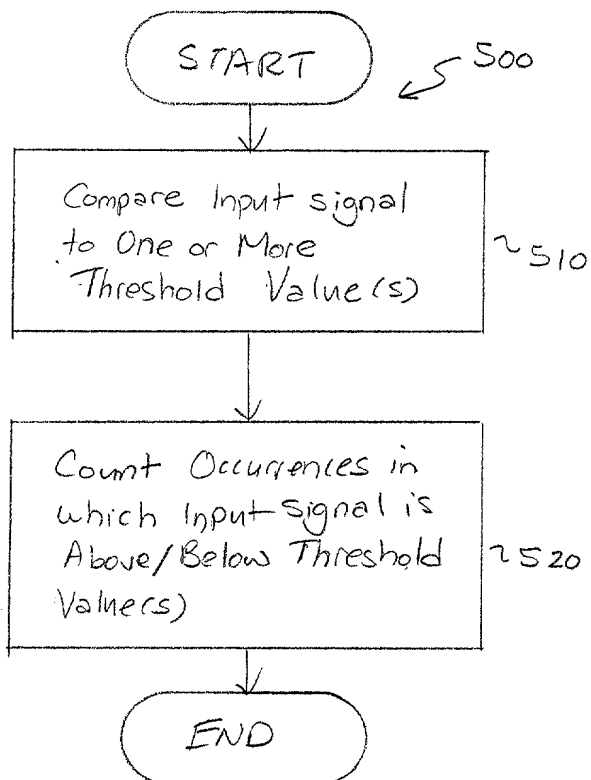 START
500
Compare Input signal
to One or More
Threshold Value(s)
~510
Count Occurrences in
which Input signal is
Above/Below Threshold
Value(s)
~520
END